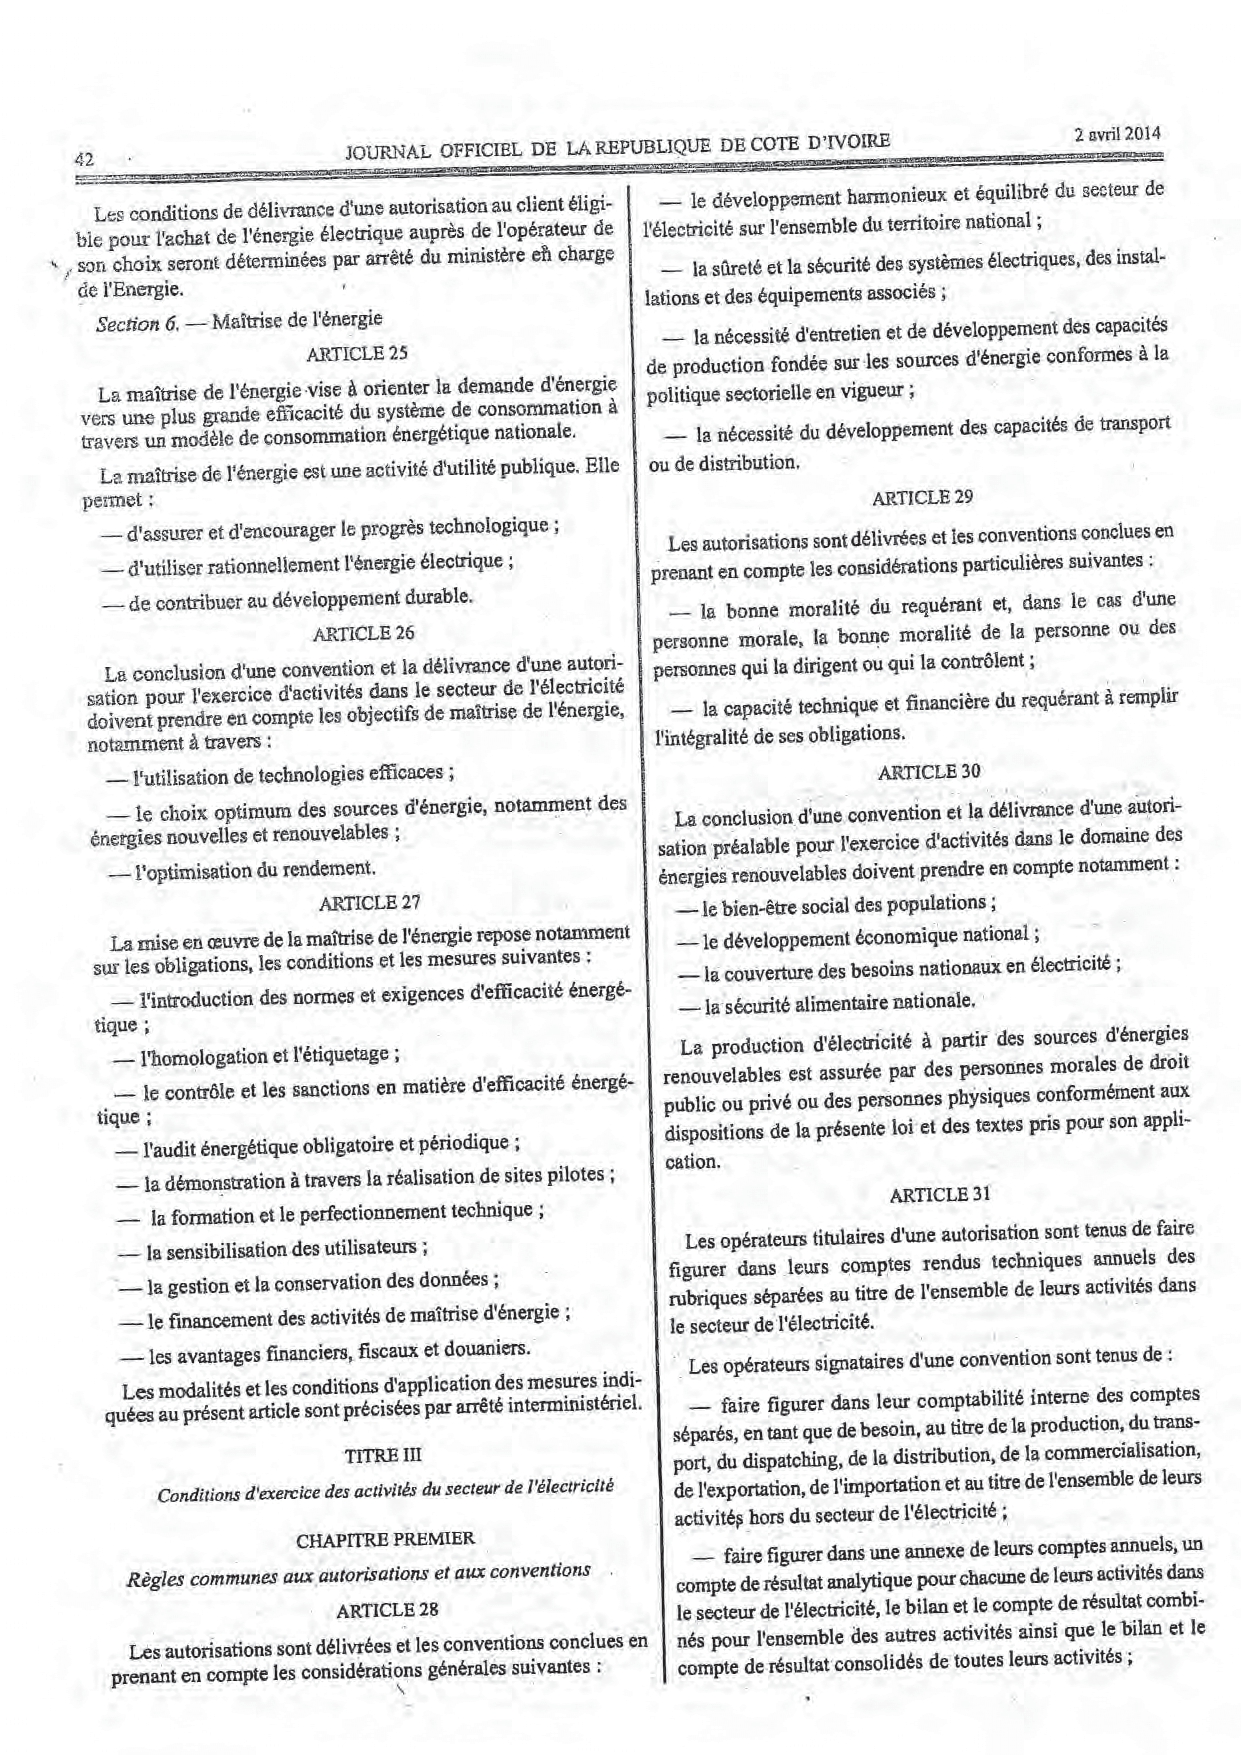 42
JOURNAL OFFICIEL DE LA REPUBLIQUE DE COTE D'IVOIRE
2 avril 2014
Les conditions de délivrance d'une autorisation au client éligi-
ble pour l'achat de l'énergie électrique auprès de l'opérateur de
son choix seront déterminées par arrêté du ministère en charge
de l'Energie.
Section 6. — Maîtrise de l'énergie
ARTICLE 25
La maîtrise de l'énergie vise à orienter la demande d'énergie
vers une plus grande efficacité du système de consommation à
travers un modèle de consommation énergétique nationale.
La maîtrise de l'énergie est une activité d'utilité publique. Elle
permet :
— d'assurer et d'encourager le progrès technologique ;
— d'utiliser rationnellement l'énergie électrique ;
— de contribuer au développement durable.
ARTICLE 26
La conclusion d'une convention et la délivrance d'une autori-
sation pour l'exercice d'activités dans le secteur de l'électricité
doivent prendre en compte les objectifs de maîtrise de l'énergie,
notamment à travers :
— l'utilisation de technologies efficaces ;
— le choix optimum des sources d'énergie, notamment des
énergies nouvelles et renouvelables ;
— l'optimisation du rendement.
ARTICLE 27
La mise en œuvre de la maîtrise de l'énergie repose notamment
sur les obligations, les conditions et les mesures suivantes :
— l'introduction des normes et exigences d'efficacité énergé-
tique ;
— l'homologation et l'étiquetage ;
— le contrôle et les sanctions en matière d'efficacité énergé-
tique ;
— l'audit énergétique obligatoire et périodique ;
— la démonstration à travers la réalisation de sites pilotes ;
— la formation et le perfectionnement technique ;
— la sensibilisation des utilisateurs ;
— la gestion et la conservation des données ;
— le financement des activités de maîtrise d'énergie ;
— les avantages financiers, fiscaux et douaniers.
Les modalités et les conditions d'application des mesures indi-
quées au présent article sont précisées par arrêté interministériel.
TITRE III
Conditions d'exercice des activités du secteur de l'électricité
CHAPITRE PREMIER
Règles communes aux autorisations et aux conventions
ARTICLE 28
Les autorisations sont délivrées et les conventions conclues en
prenant en compte les considérations générales suivantes :
— le développement harmonieux et équilibré du secteur de
l'électricité sur l'ensemble du territoire national ;
— la sûreté et la sécurité des systèmes électriques, des instal-
lations et des équipements associés ;
— la nécessité d'entretien et de développement des capacités
de production fondée sur les sources d'énergie conformes à la
politique sectorielle en vigueur ;
— la nécessité du développement des capacités de transport
ou de distribution.
ARTICLE 29
Les autorisations sont délivrées et les conventions conclues en
prenant en compte les considérations particulières suivantes :
— la bonne moralité du requérant et, dans le cas d'une
personne morale, la bonne moralité de la personne ou des
personnes qui la dirigent ou qui la contrôlent ;
— la capacité technique et financière du requérant à remplir
l'intégralité de ses obligations.
ARTICLE 30
La conclusion d'une convention et la délivrance d'une autori-
sation préalable pour l'exercice d'activités dans le domaine des
énergies renouvelables doivent prendre en compte notamment :
— le bien-être social des populations ;
— le développement économique national ;
— la couverture des besoins nationaux en électricité ;
— la sécurité alimentaire nationale.
La production d'électricité à partir des sources d'énergies
renouvelables est assurée par des personnes morales de droit
public ou privé ou des personnes physiques conformément aux
dispositions de la présente loi et des textes pris pour son appli-
cation.
ARTICLE 31
Les opérateurs titulaires d'une autorisation sont tenus de faire
figurer dans leurs comptes rendus techniques annuels des
rubriques séparées au titre de l'ensemble de leurs activités dans
le secteur de l'électricité.
Les opérateurs signataires d'une convention sont tenus de :
— faire figurer dans leur comptabilité interne des comptes
séparés, en tant que de besoin, au titre de la production, du trans-
port, du dispatching, de la distribution, de la commercialisation,
de l'exportation, de l'importation et au titre de l'ensemble de leurs
activités hors du secteur de l'électricité ;
— faire figurer dans une annexe de leurs comptes annuels, un
compte de résultat analytique pour chacune de leurs activités dans
le secteur de l'électricité, le bilan et le compte de résultat combi-
nés pour l'ensemble des autres activités ainsi que le bilan et le
compte de résultat consolidés de toutes leurs activités ;